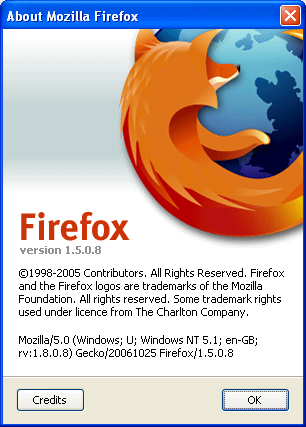 About Mozilla Firefox
Firefox
version 1.5.0.8
©1998-2005 Contributors. All Rights Reserved. Firefox
and the Firefox logos are trademarks of the Mozilla
Foundation. All rights reserved. Some trademark rights
used under licence from The Charlton Company.
Mozilla/5.0 (Windows; U; Windows NT 5.1; en-GB;
rv:1.8.0.8) Gecko/20061025 Firefox/1.5.0.8
Credits
OK